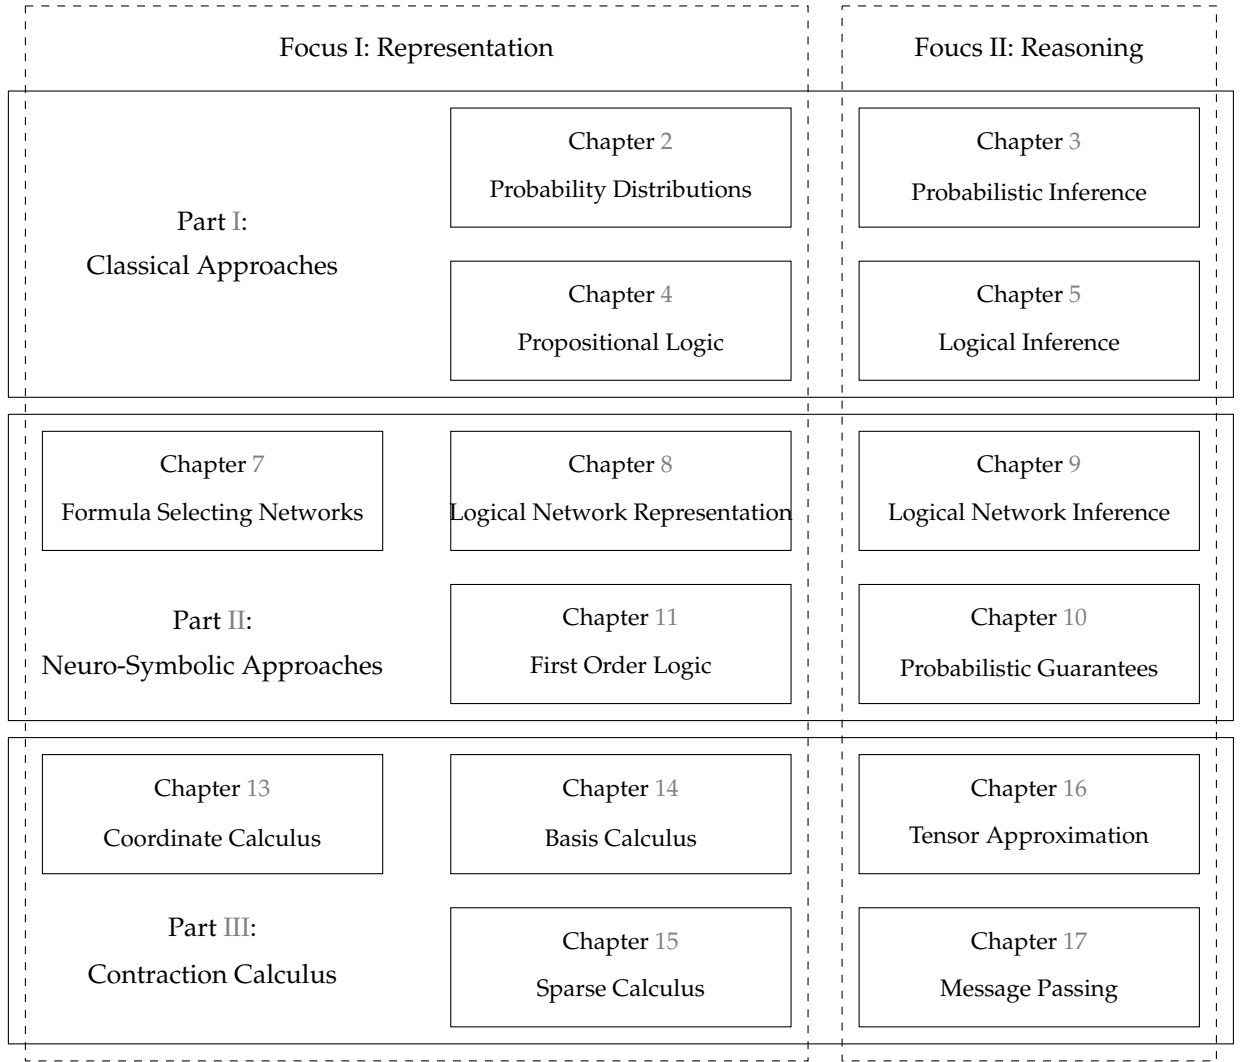 Focus I: Representation
Foucs II: Reasoning
Part I:
Classical Approaches
Chapter 2
Probability Distributions
Chapter 3
Probabilistic Inference
Chapter 4
Propositional Logic
Chapter 5
Logical Inference
Chapter 7
Formula Selecting Networks
Chapter 8
Logical Network Representation
Chapter 9
Logical Network Inference
Part II:
Neuro-Symbolic Approaches
Chapter 11
First Order Logic
Chapter 10
Probabilistic Guarantees
Chapter 13
Coordinate Calculus
Chapter 14
Basis Calculus
Chapter 16
Tensor Approximation
Part III:
Contraction Calculus
Chapter 15
Sparse Calculus
Chapter 17
Message Passing